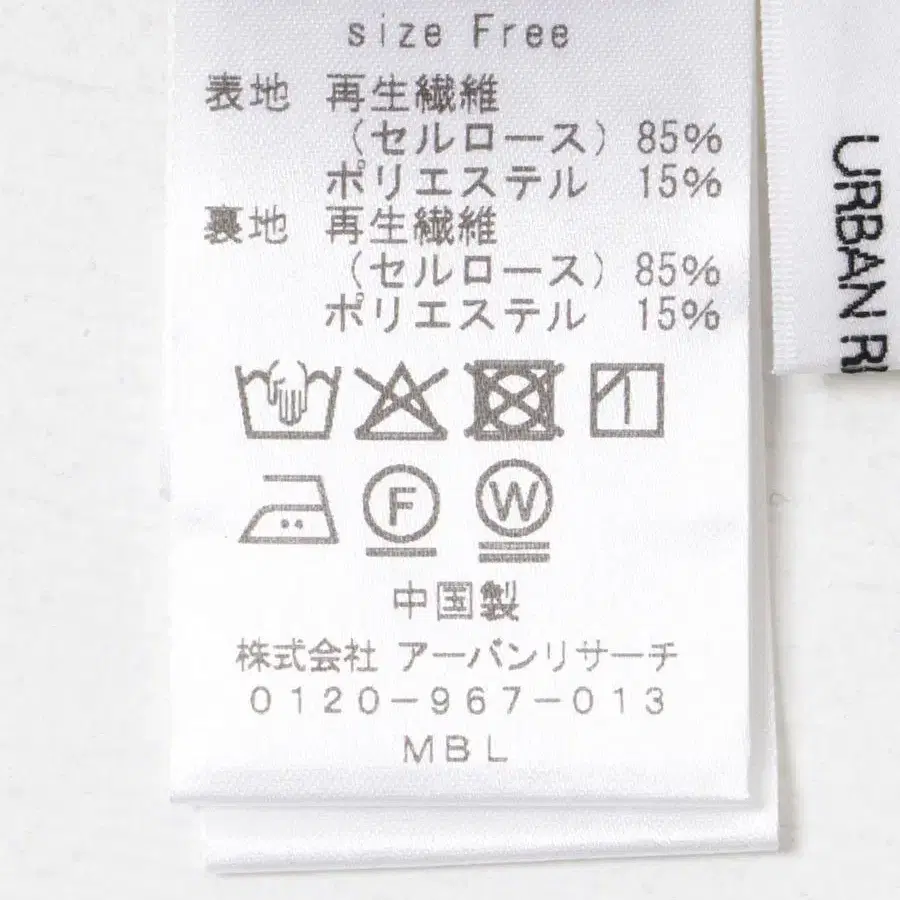 size Free
表地 再生繊維
（セルロース）85%
ポリエステル 15%
裏地 再生繊維
（セルロース）85%
ポリエステル 15%
F
W
中国製
株式会社 アーバンリサーチ
0120-967-013
MBL
URBAN